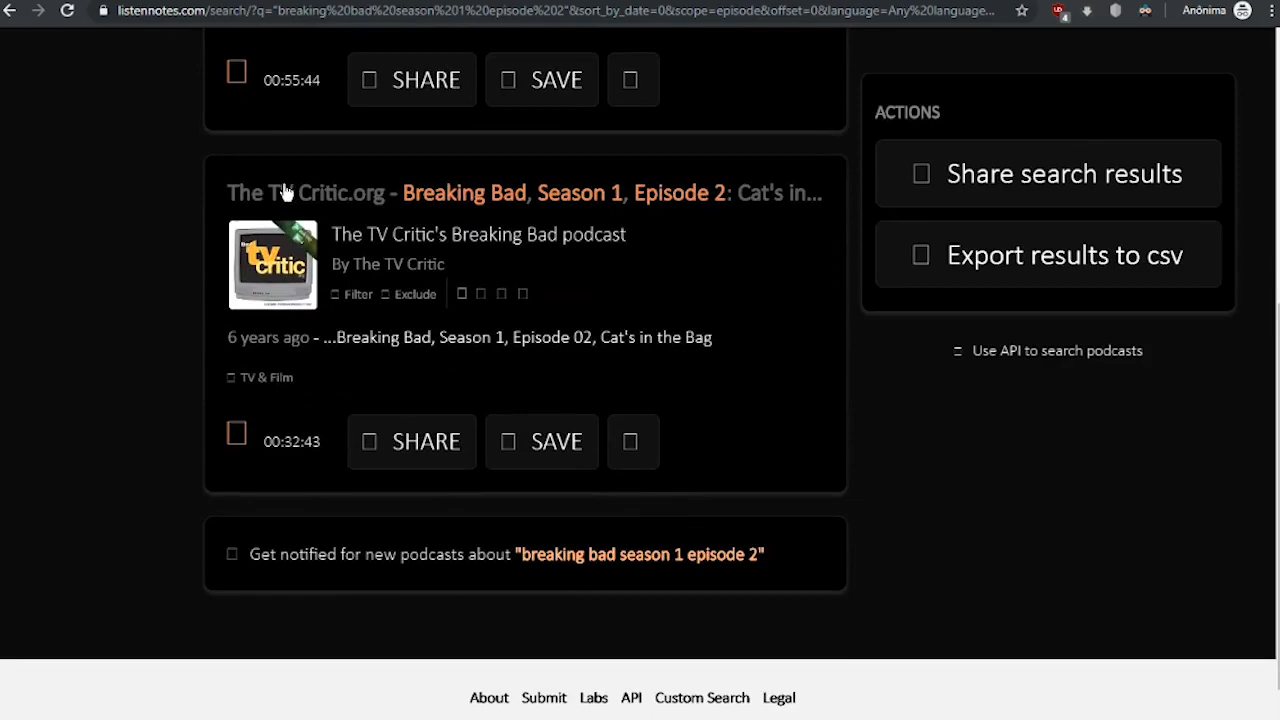 listennotes.com/search/?q="breaking%20bad%20season%201%20episode%202"&sort_by_date=0&scope=episode&offset=0&language=Any%20language...
4
Anônima
00:55:44
SHARE
SAVE
ACTIONS
Share search results
Export results to csv
Use API to search podcasts
The TV Critic.org - Breaking Bad, Season 1, Episode 2: Cat's in...
The TV Critic's Breaking Bad podcast
By The TV Critic
Filter
Exclude
tv critic
6 years ago - ...Breaking Bad, Season 1, Episode 02, Cat's in the Bag
TV & Film
00:32:43
SHARE
SAVE
Get notified for new podcasts about "breaking bad season 1 episode 2"
About Submit Labs API Custom Search Legal